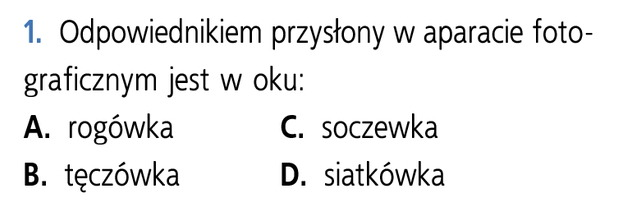 1. Odpowiednikiem przysłony w aparacie foto-
graficznym jest w oku:
A. rogówka C. soczewka
B. tęczówka D. siatkówka